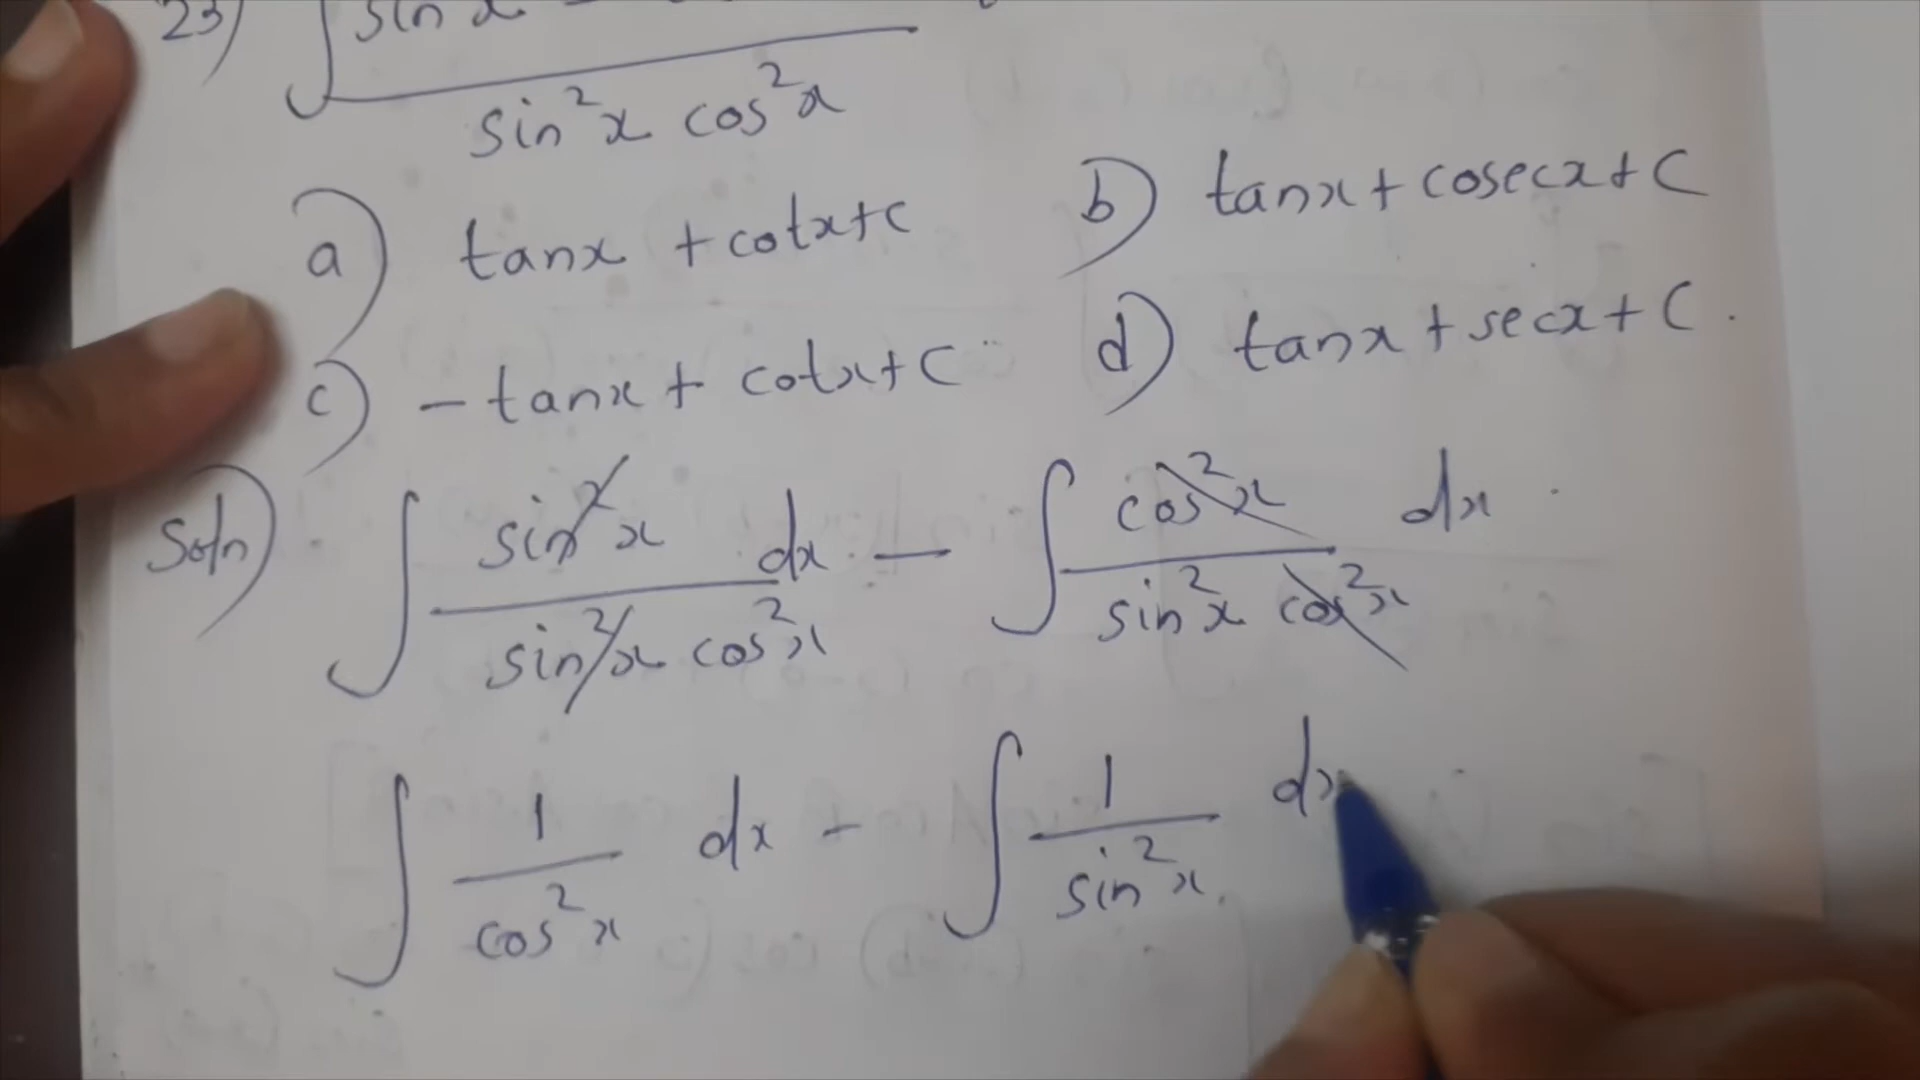 23) ∫ sin x -
sin²x cos²x
a) tanx + cotx + C b) tanx + cosecx + C
c) - tanx + cotx + C d) tanx + secx + C.
Soln) ∫ sin²x / sin²x cos²x dx - ∫ cos²x / sin²x cos²x dx
∫ 1 / cos²x dx - ∫ 1 / sin²x dx